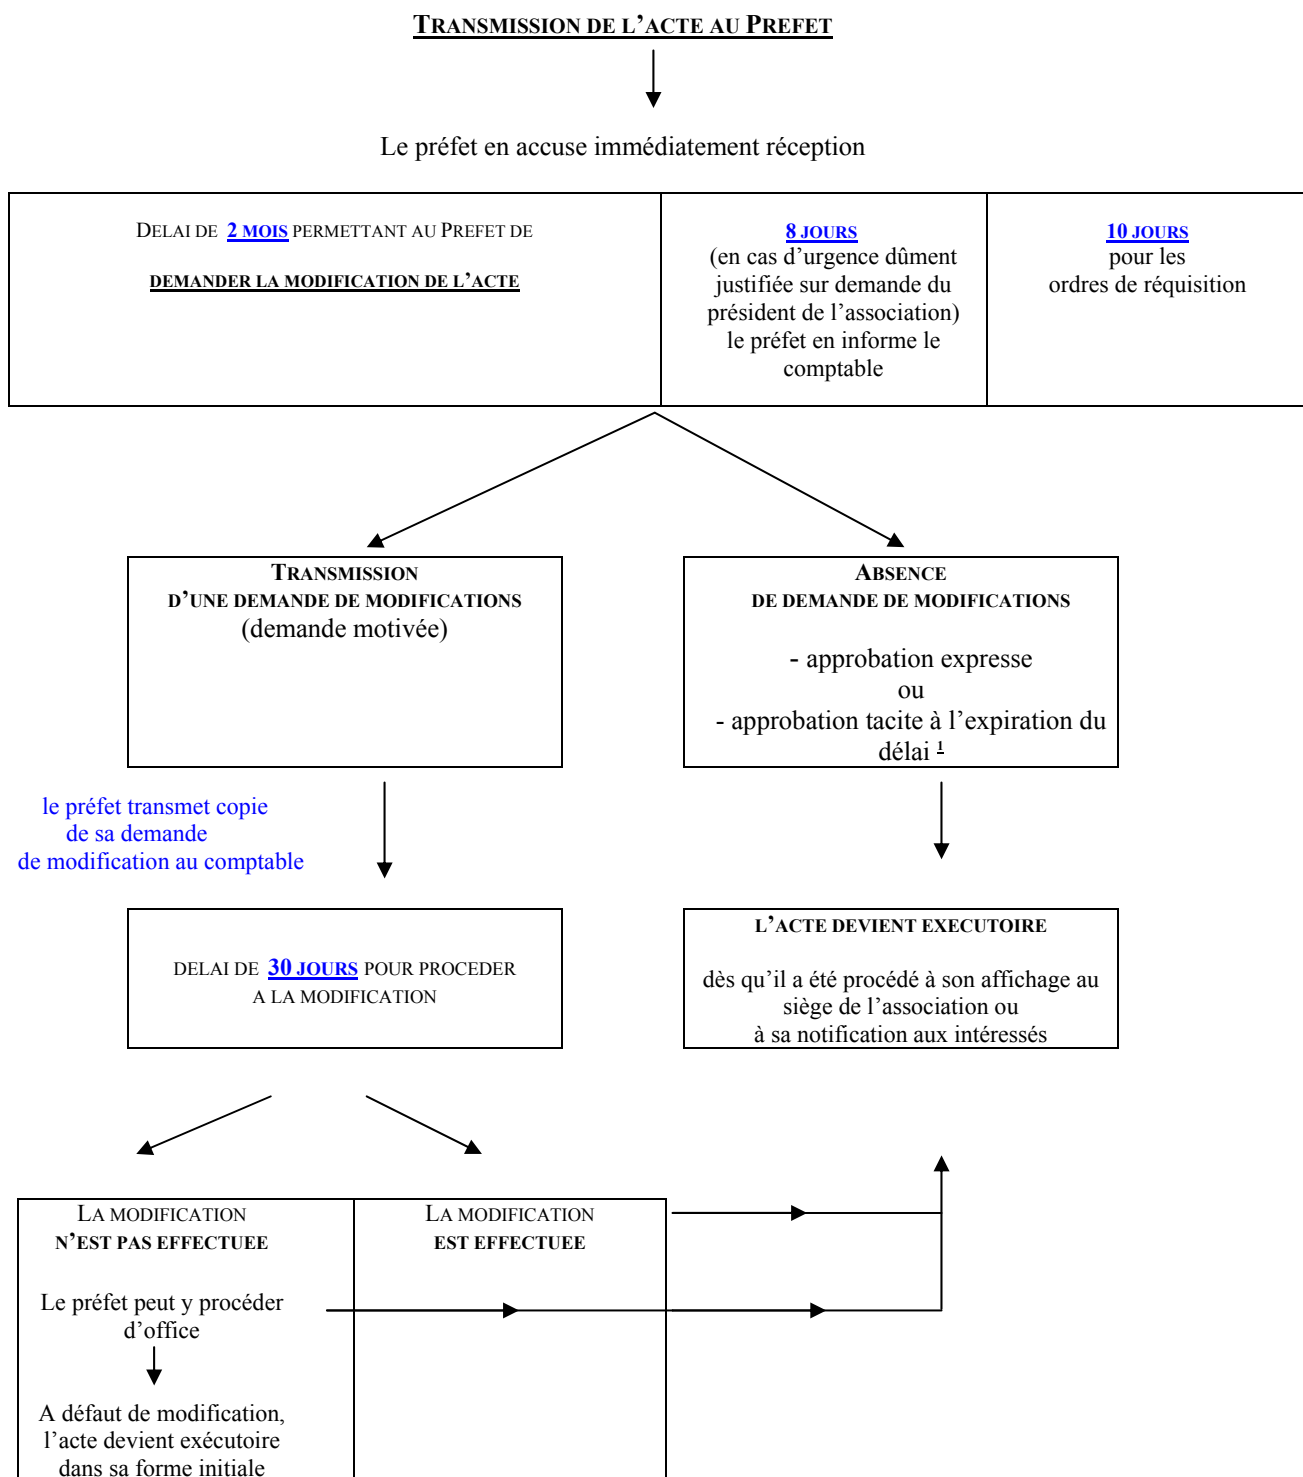 TRANSMISSION DE L’ACTE AU PREFET
Le préfet en accuse immédiatement réception
DELAI DE 2 MOIS PERMETTANT AU PREFET DE
DEMANDER LA MODIFICATION DE L’ACTE
8 JOURS
(en cas d’urgence dûment
justifiée sur demande du
président de l’association)
le préfet en informe le
comptable
10 JOURS
pour les
ordres de réquisition
TRANSMISSION
D’UNE DEMANDE DE MODIFICATIONS
(demande motivée)
ABSENCE
DE DEMANDE DE MODIFICATIONS
- approbation expresse
ou
- approbation tacite à l’expiration du
délai 1
le préfet transmet copie
de sa demande
de modification au comptable
DELAI DE 30 JOURS POUR PROCEDER
A LA MODIFICATION
L’ACTE DEVIENT EXECUTOIRE
dès qu’il a été procédé à son affichage au
siège de l’association ou
à sa notification aux intéressés
LA MODIFICATION
N’EST PAS EFFECTUEE
Le préfet peut y procéder
d’office
A défaut de modification,
l’acte devient exécutoire
dans sa forme initiale
LA MODIFICATION
EST EFFECTUEE